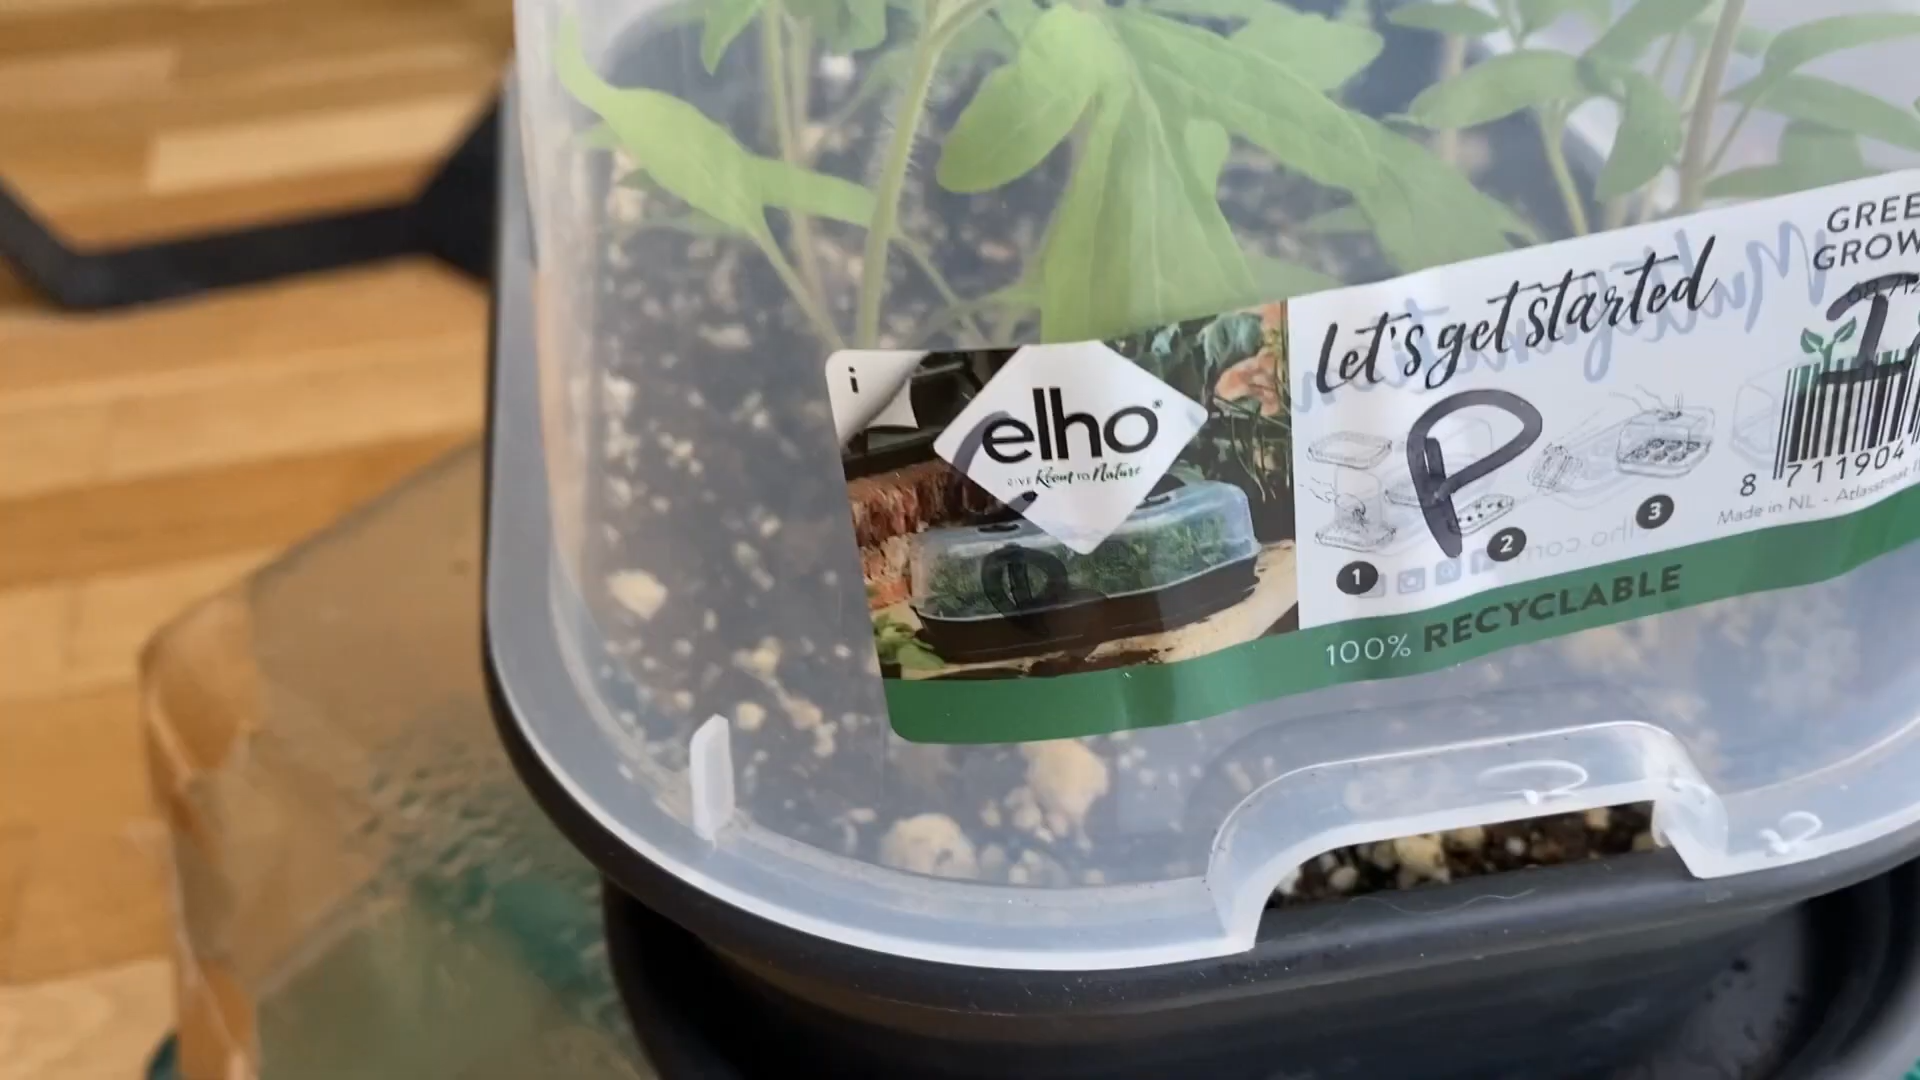 i
elho®
GIVE Room TO Nature
Let's get started
GREE
GROW
P
1
2
3
8 711904
Made in NL - Atlasstraat
100% RECYCLABLE